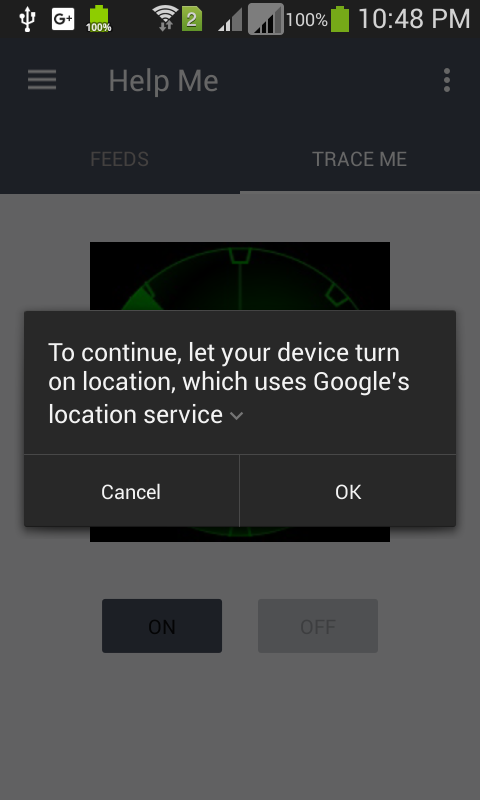 G+ 100% 2 100% 10:48 PM
Help Me
FEEDS TRACE ME
To continue, let your device turn
on location, which uses Google's
location service
Cancel OK
ON OFF